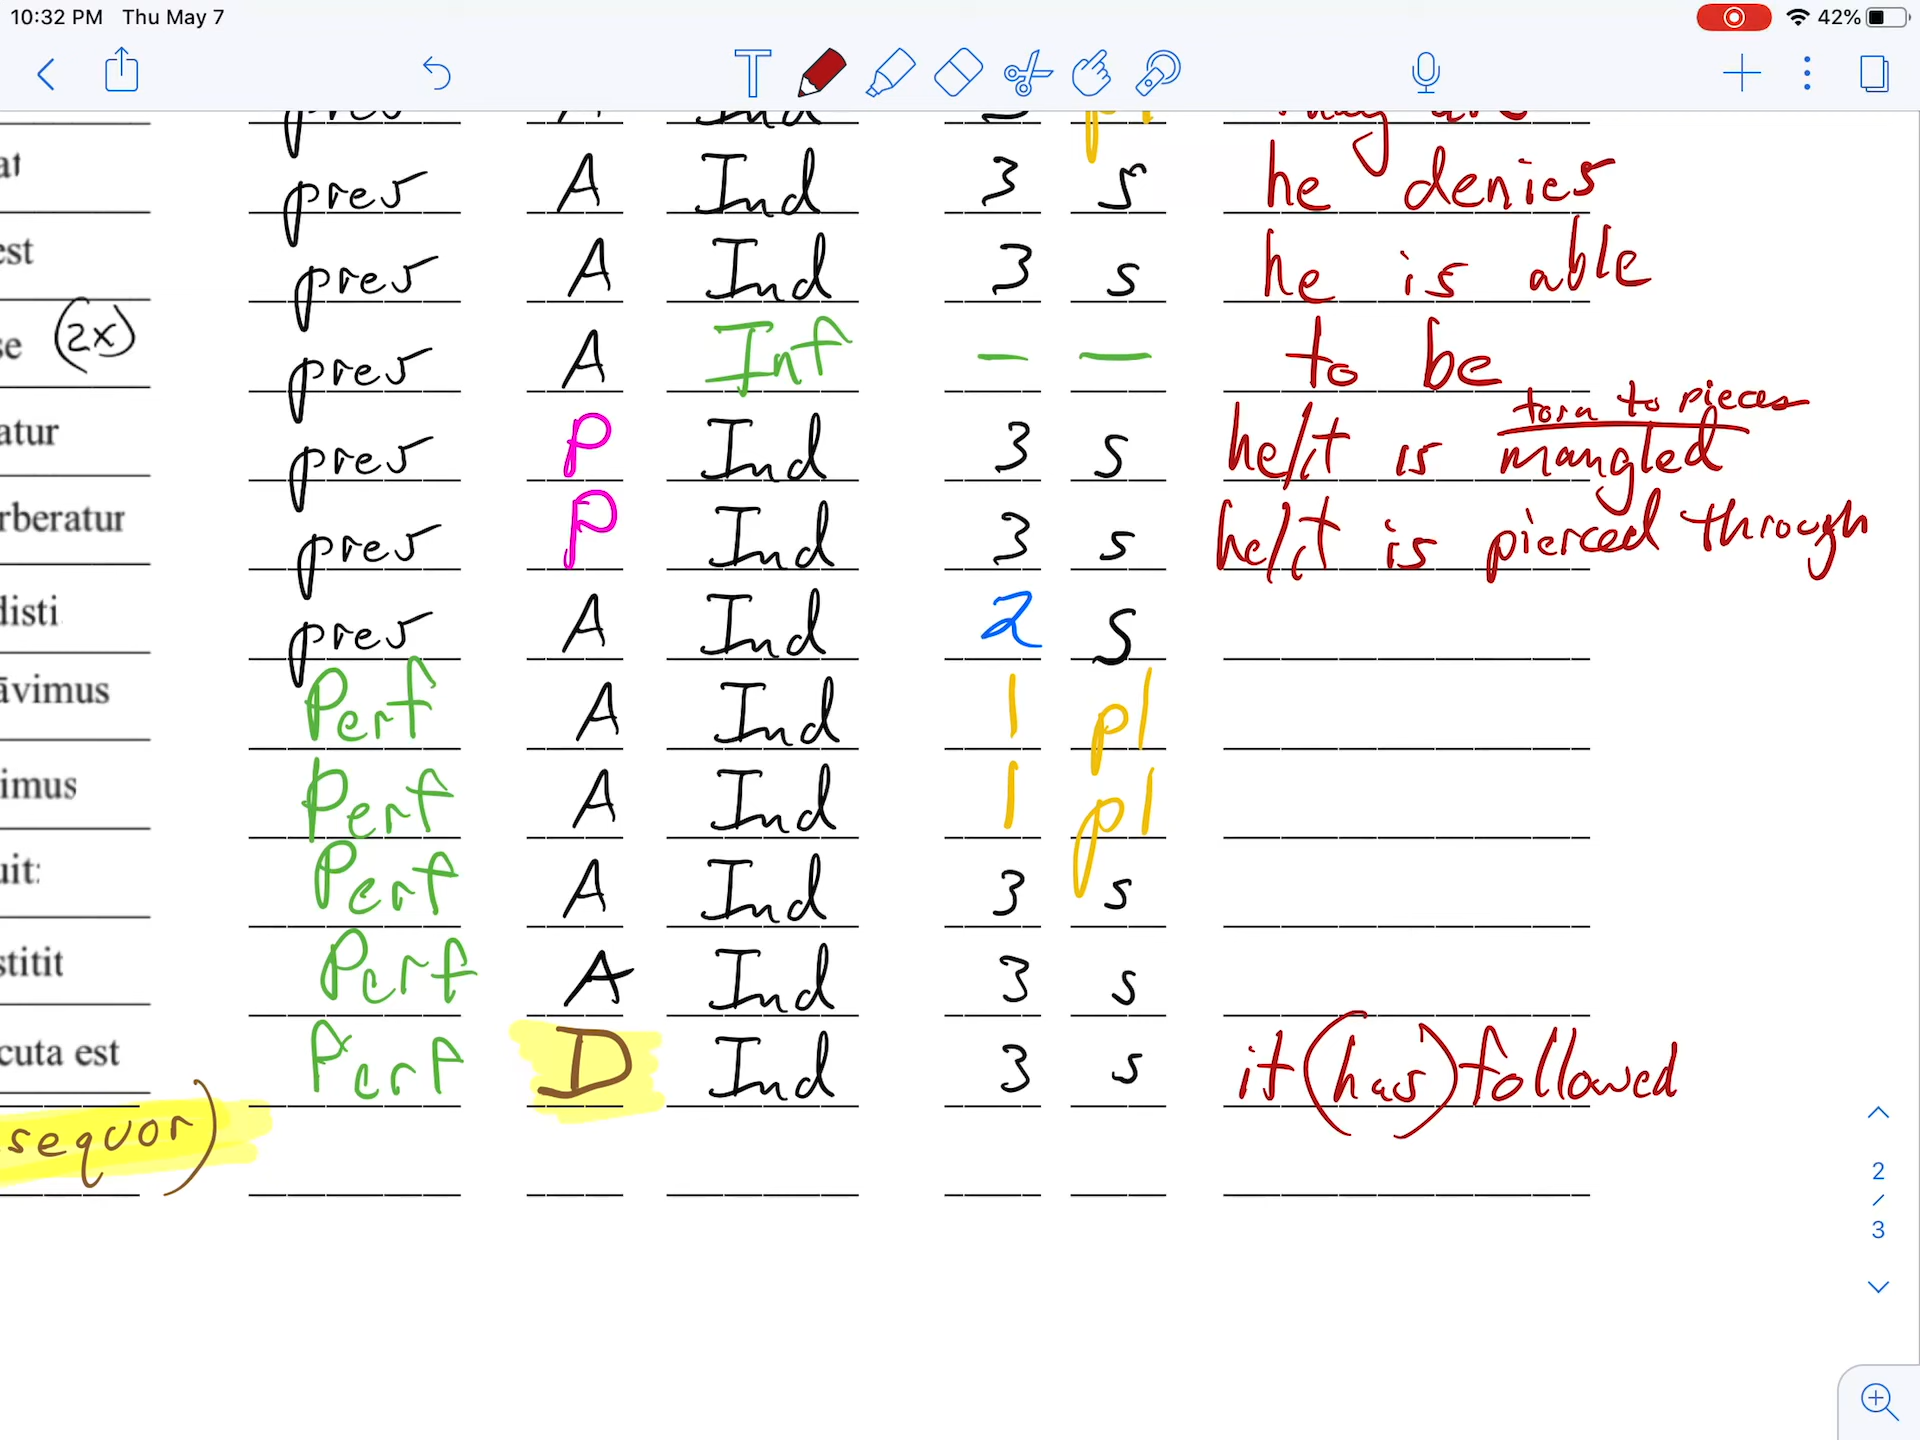 10:32 PM Thu May 7 42%
T
Ind pl
at pres A Ind 3 s he denies
est pres A Ind 3 s he is able
se (2x) pres A Inf — — to be
torn to pieces
atur pres P Ind 3 s he/it is mangled
rberatur pres P Ind 3 s he/it is pierced through
disti pres A Ind 2 s
āvimus Perf A Ind 1 pl
imus Perf A Ind 1 pl
uit: Perf A Ind 3 s
stitit Perf A Ind 3 s
cuta est Perf D Ind 3 s it (has) followed
sequor)
2
/
3